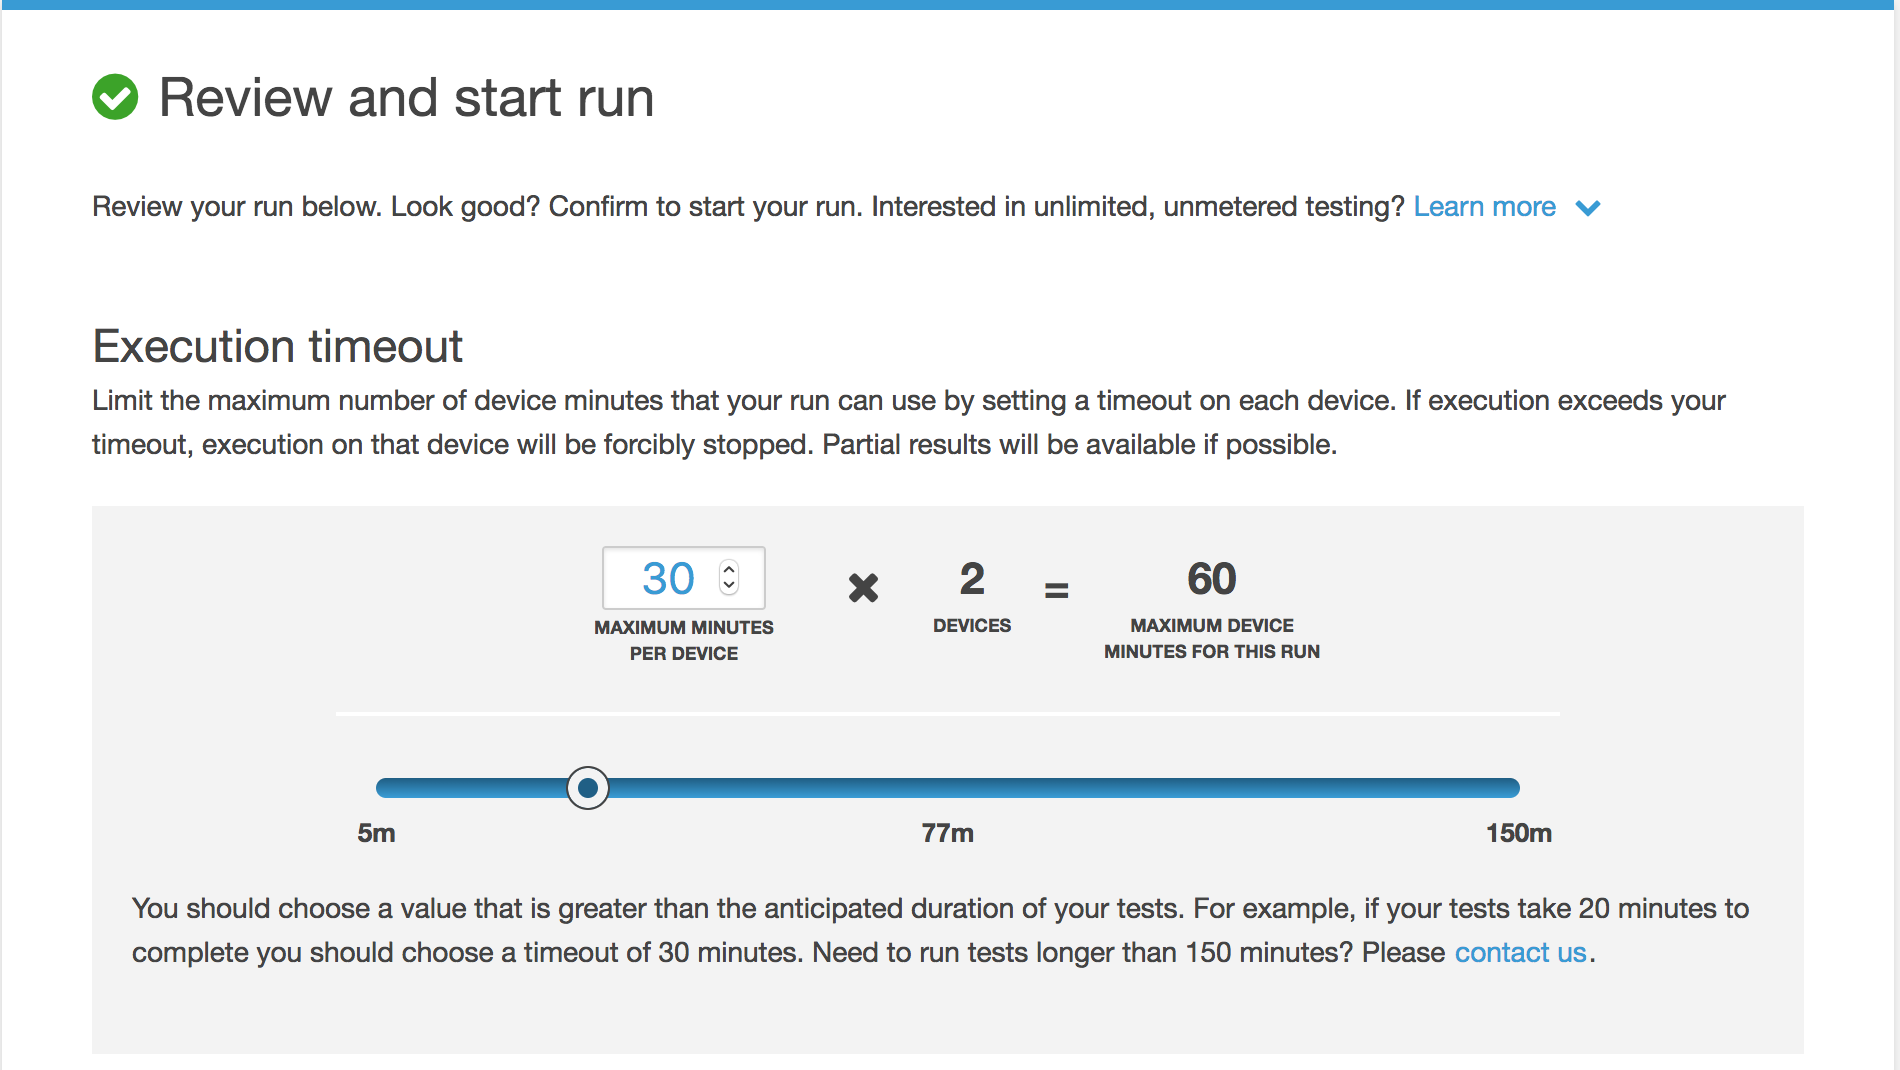 Review and start run
Review your run below. Look good? Confirm to start your run. Interested in unlimited, unmetered testing? Learn more
Execution timeout
Limit the maximum number of device minutes that your run can use by setting a timeout on each device. If execution exceeds your
timeout, execution on that device will be forcibly stopped. Partial results will be available if possible.
30 ✖ 2 = 60
MAXIMUM MINUTES
PER DEVICE
DEVICES
MAXIMUM DEVICE
MINUTES FOR THIS RUN
5m 77m 150m
You should choose a value that is greater than the anticipated duration of your tests. For example, if your tests take 20 minutes to
complete you should choose a timeout of 30 minutes. Need to run tests longer than 150 minutes? Please contact us.